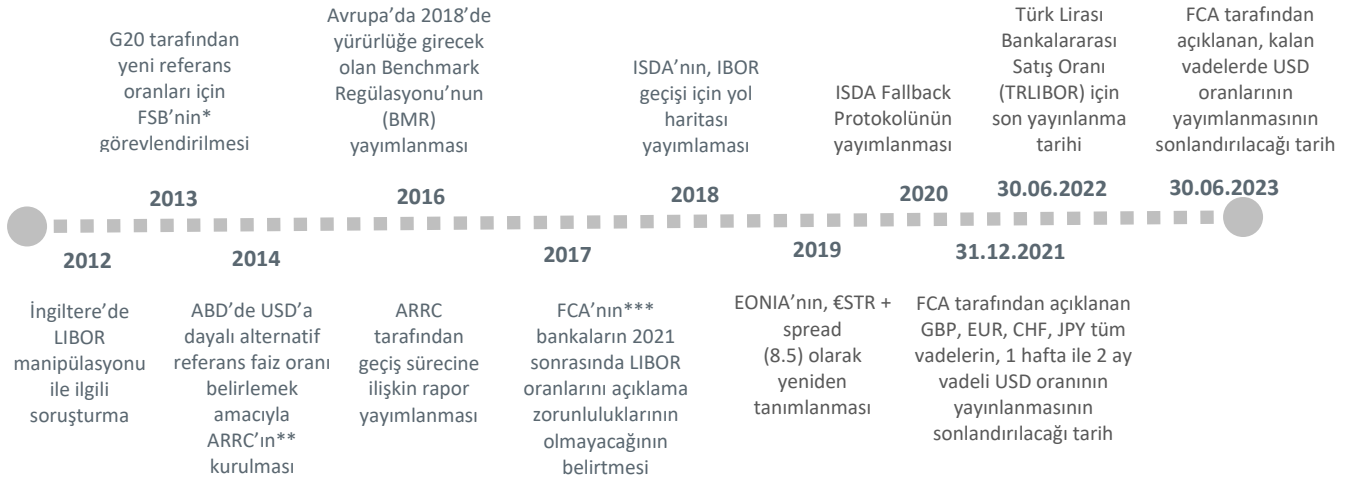 G20 tarafından
yeni referans
oranları için
FSB’nin*
görevlendirilmesi
Avrupa’da 2018’de
yürürlüğe girecek
olan Benchmark
Regülasyonu’nun
(BMR)
yayımlanması
ISDA’nın, IBOR
geçişi için yol
haritası
yayımlaması
ISDA Fallback
Protokolünün
yayımlanması
Türk Lirası
Bankalararası
Satış Oranı
(TRLIBOR) için
son yayınlanma
tarihi
FCA tarafından
açıklanan, kalan
vadelerde USD
oranlarının
yayımlanmasının
sonlandırılacağı tarih
2013
2016
2018
2020
30.06.2022
30.06.2023
2012
2014
2017
2019
31.12.2021
İngiltere’de
LIBOR
manipülasyonu
ile ilgili
soruşturma
ABD’de USD’a
dayalı alternatif
referans faiz oranı
belirlemek
amacıyla
ARRC’ın**
kurulması
ARRC
tarafından
geçiş sürecine
ilişkin rapor
yayımlanması
FCA’nın***
bankaların 2021
sonrasında LIBOR
oranlarını açıklama
zorunluluklarının
olmayacağının
belirtmesi
EONIA’nın, €STR +
spread
(8.5) olarak
yeniden
tanımlanması
FCA tarafından açıklanan
GBP, EUR, CHF, JPY tüm
vadelerin, 1 hafta ile 2 ay
vadeli USD oranının
yayınlanmasının
sonlandırılacağı tarih